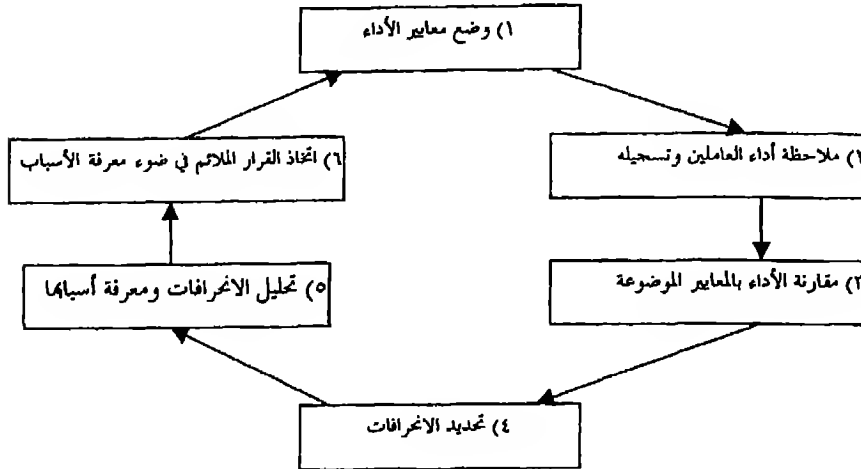 ١) وضع معايير الأداء
٢) ملاحظة أداء العاملين وتسجيله
٣) مقارنة الأداء بالمعايير الموضوعة
٤) تحديد الانحرافات
٥) تحليل الانحرافات ومعرفة أسبابها
٦) اتخاذ القرار الملائم في ضوء معرفة الأسباب